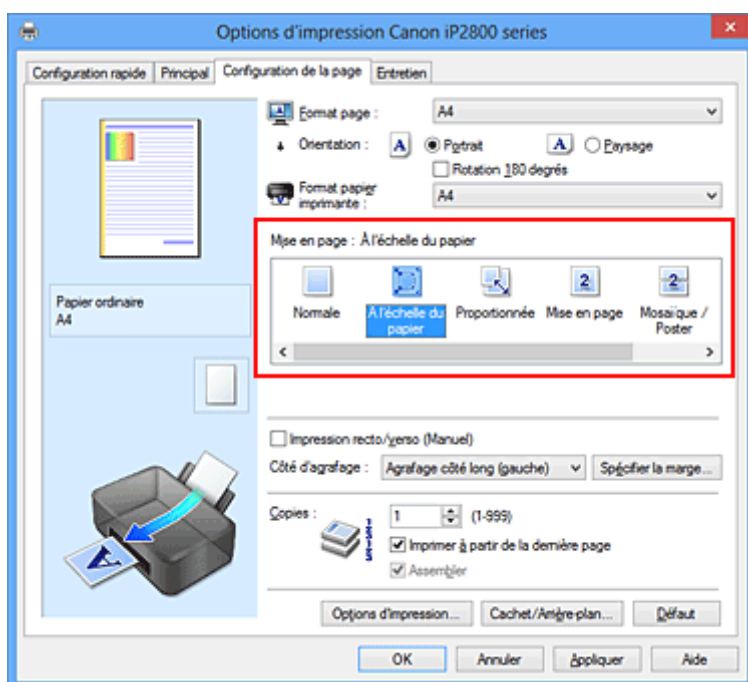 Options d'impression Canon iP2800 series
Configuration rapide Principal Configuration de la page Entretien
Format page : A4
Orientation : A Portrait A Paysage
Rotation 180 degrés
Format papier
imprimante : A4
Mise en page : À l'échelle du papier
2 2
Normale À l'échelle du Proportionnée Mise en page Mosaïque /
papier Poster
Papier ordinaire
A4
Impression recto/verso (Manuel)
Côté d'agrafage : Agrafage côté long (gauche) Spécifier la marge...
Copies : 1 (1-999)
Imprimer à partir de la dernière page
Assembler
A
Options d'impression... Cachet/Arrière-plan... Défaut
OK Annuler Appliquer Aide